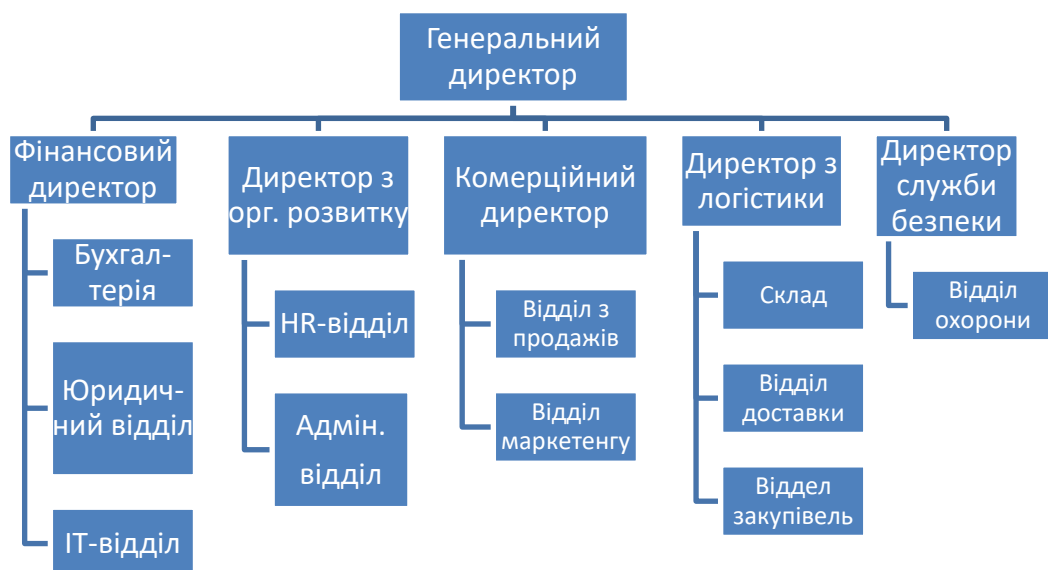 Генеральний
директор
Фінансовий
директор
Бухгал-
терія
Юридич-
ний відділ
ІТ-відділ
Директор з
орг. розвитку
HR-відділ
Адмін.
відділ
Комерційний
директор
Відділ з
продажів
Відділ
маркетенгу
Директор з
логістики
Склад
Відділ
доставки
Віддел
закупівель
Директор
служби
безпеки
Відділ
охорони